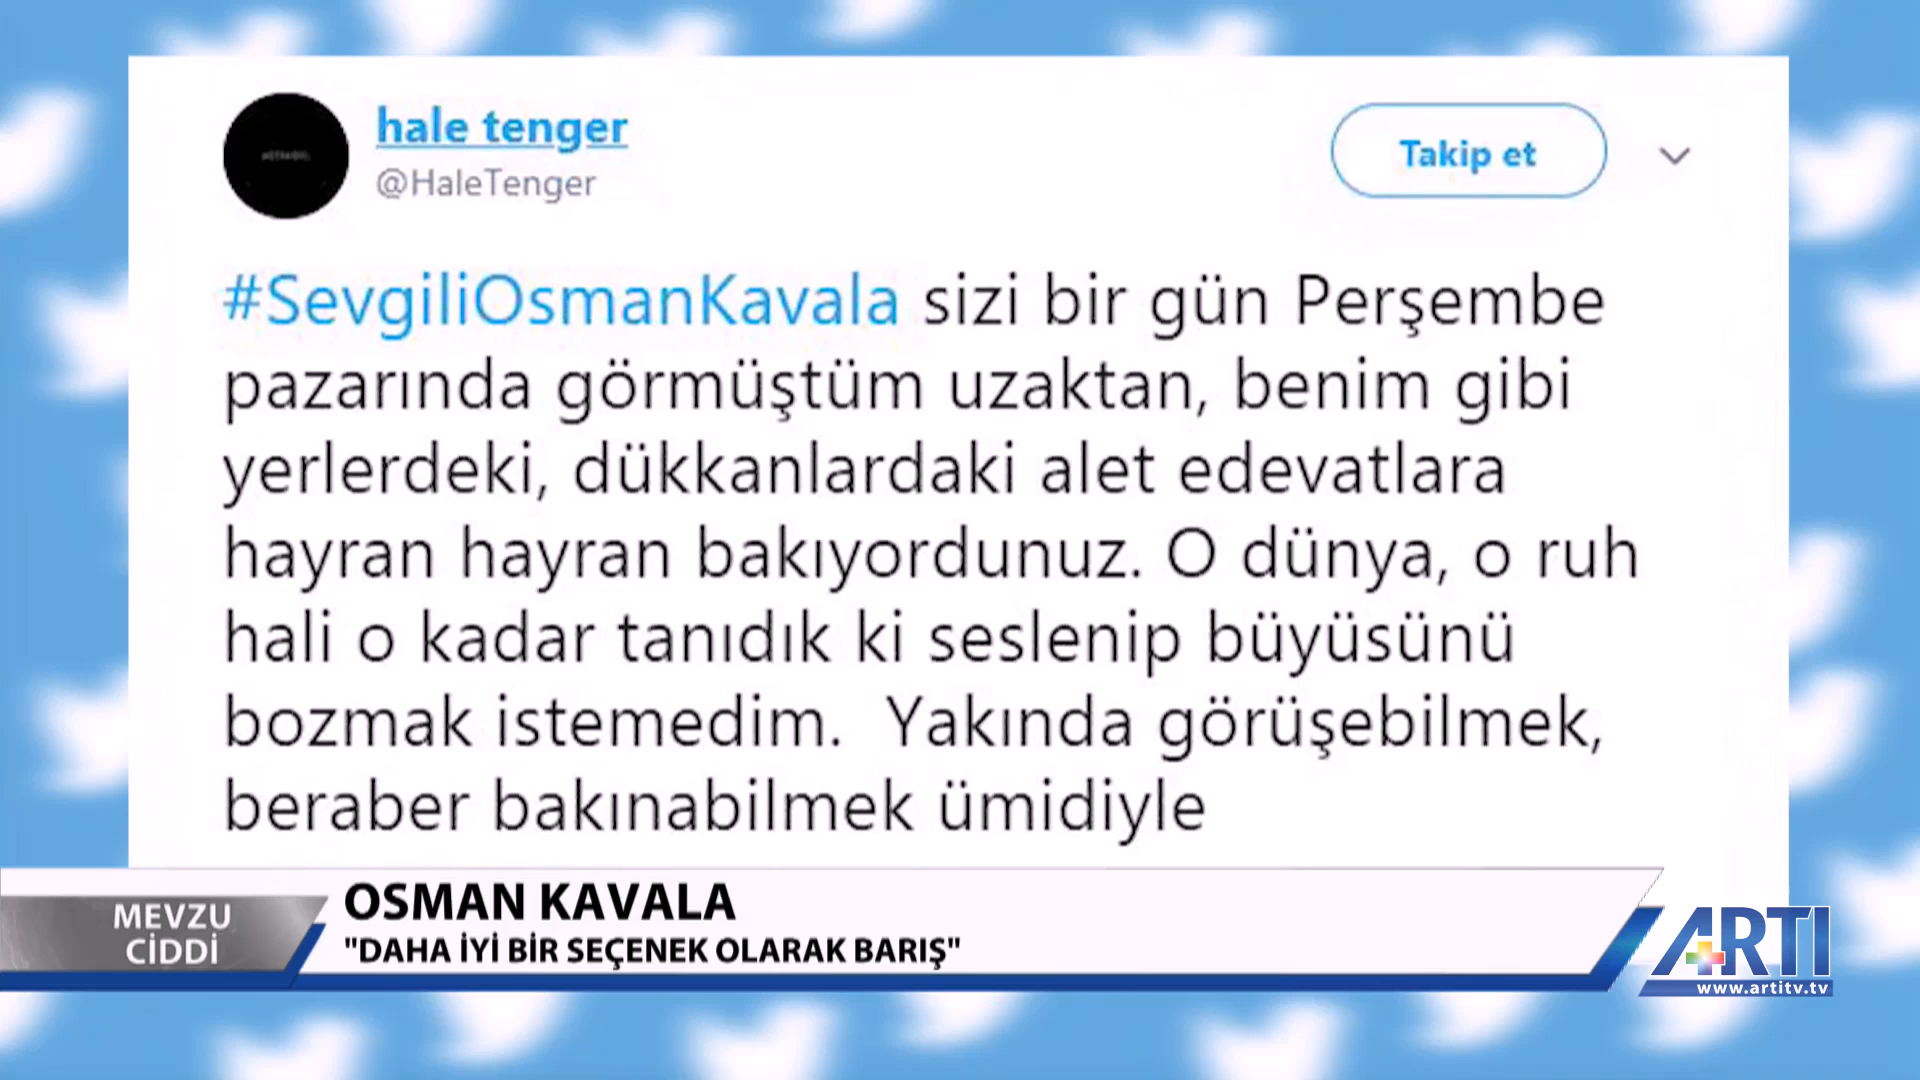 hale tenger
@HaleTenger
Takip et
#SevgiliOsmanKavala sizi bir gün Perşembe
pazarında görmüştüm uzaktan, benim gibi
yerlerdeki, dükkanlardaki alet edevatlara
hayran hayran bakıyordunuz. O dünya, o ruh
hali o kadar tanıdık ki seslenip büyüsünü
bozmak istemedim. Yakında görüşebilmek,
beraber bakınabilmek ümidiyle
MEVZU
CİDDİ
OSMAN KAVALA
"DAHA İYİ BİR SEÇENEK OLARAK BARIŞ"
ARTI
www.artitv.tv